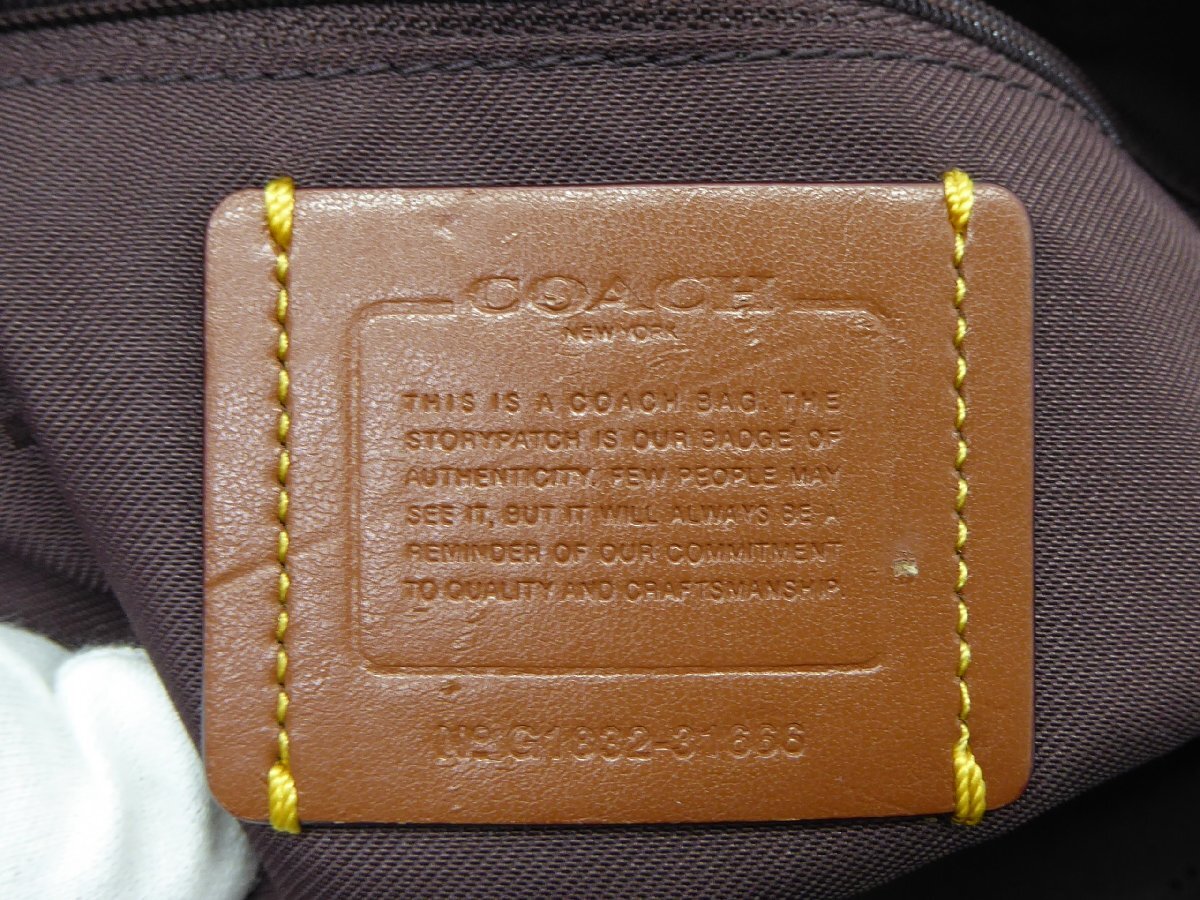 COACH
NEW YORK
THIS IS A COACH BAG. THE
STORYPATCH IS OUR BADGE OF
AUTHENTICITY. FEW PEOPLE MAY
SEE IT, BUT IT WILL ALWAYS BE A
REMINDER OF OUR COMMITMENT
TO QUALITY AND CRAFTSMANSHIP.
Nº G1832-31666